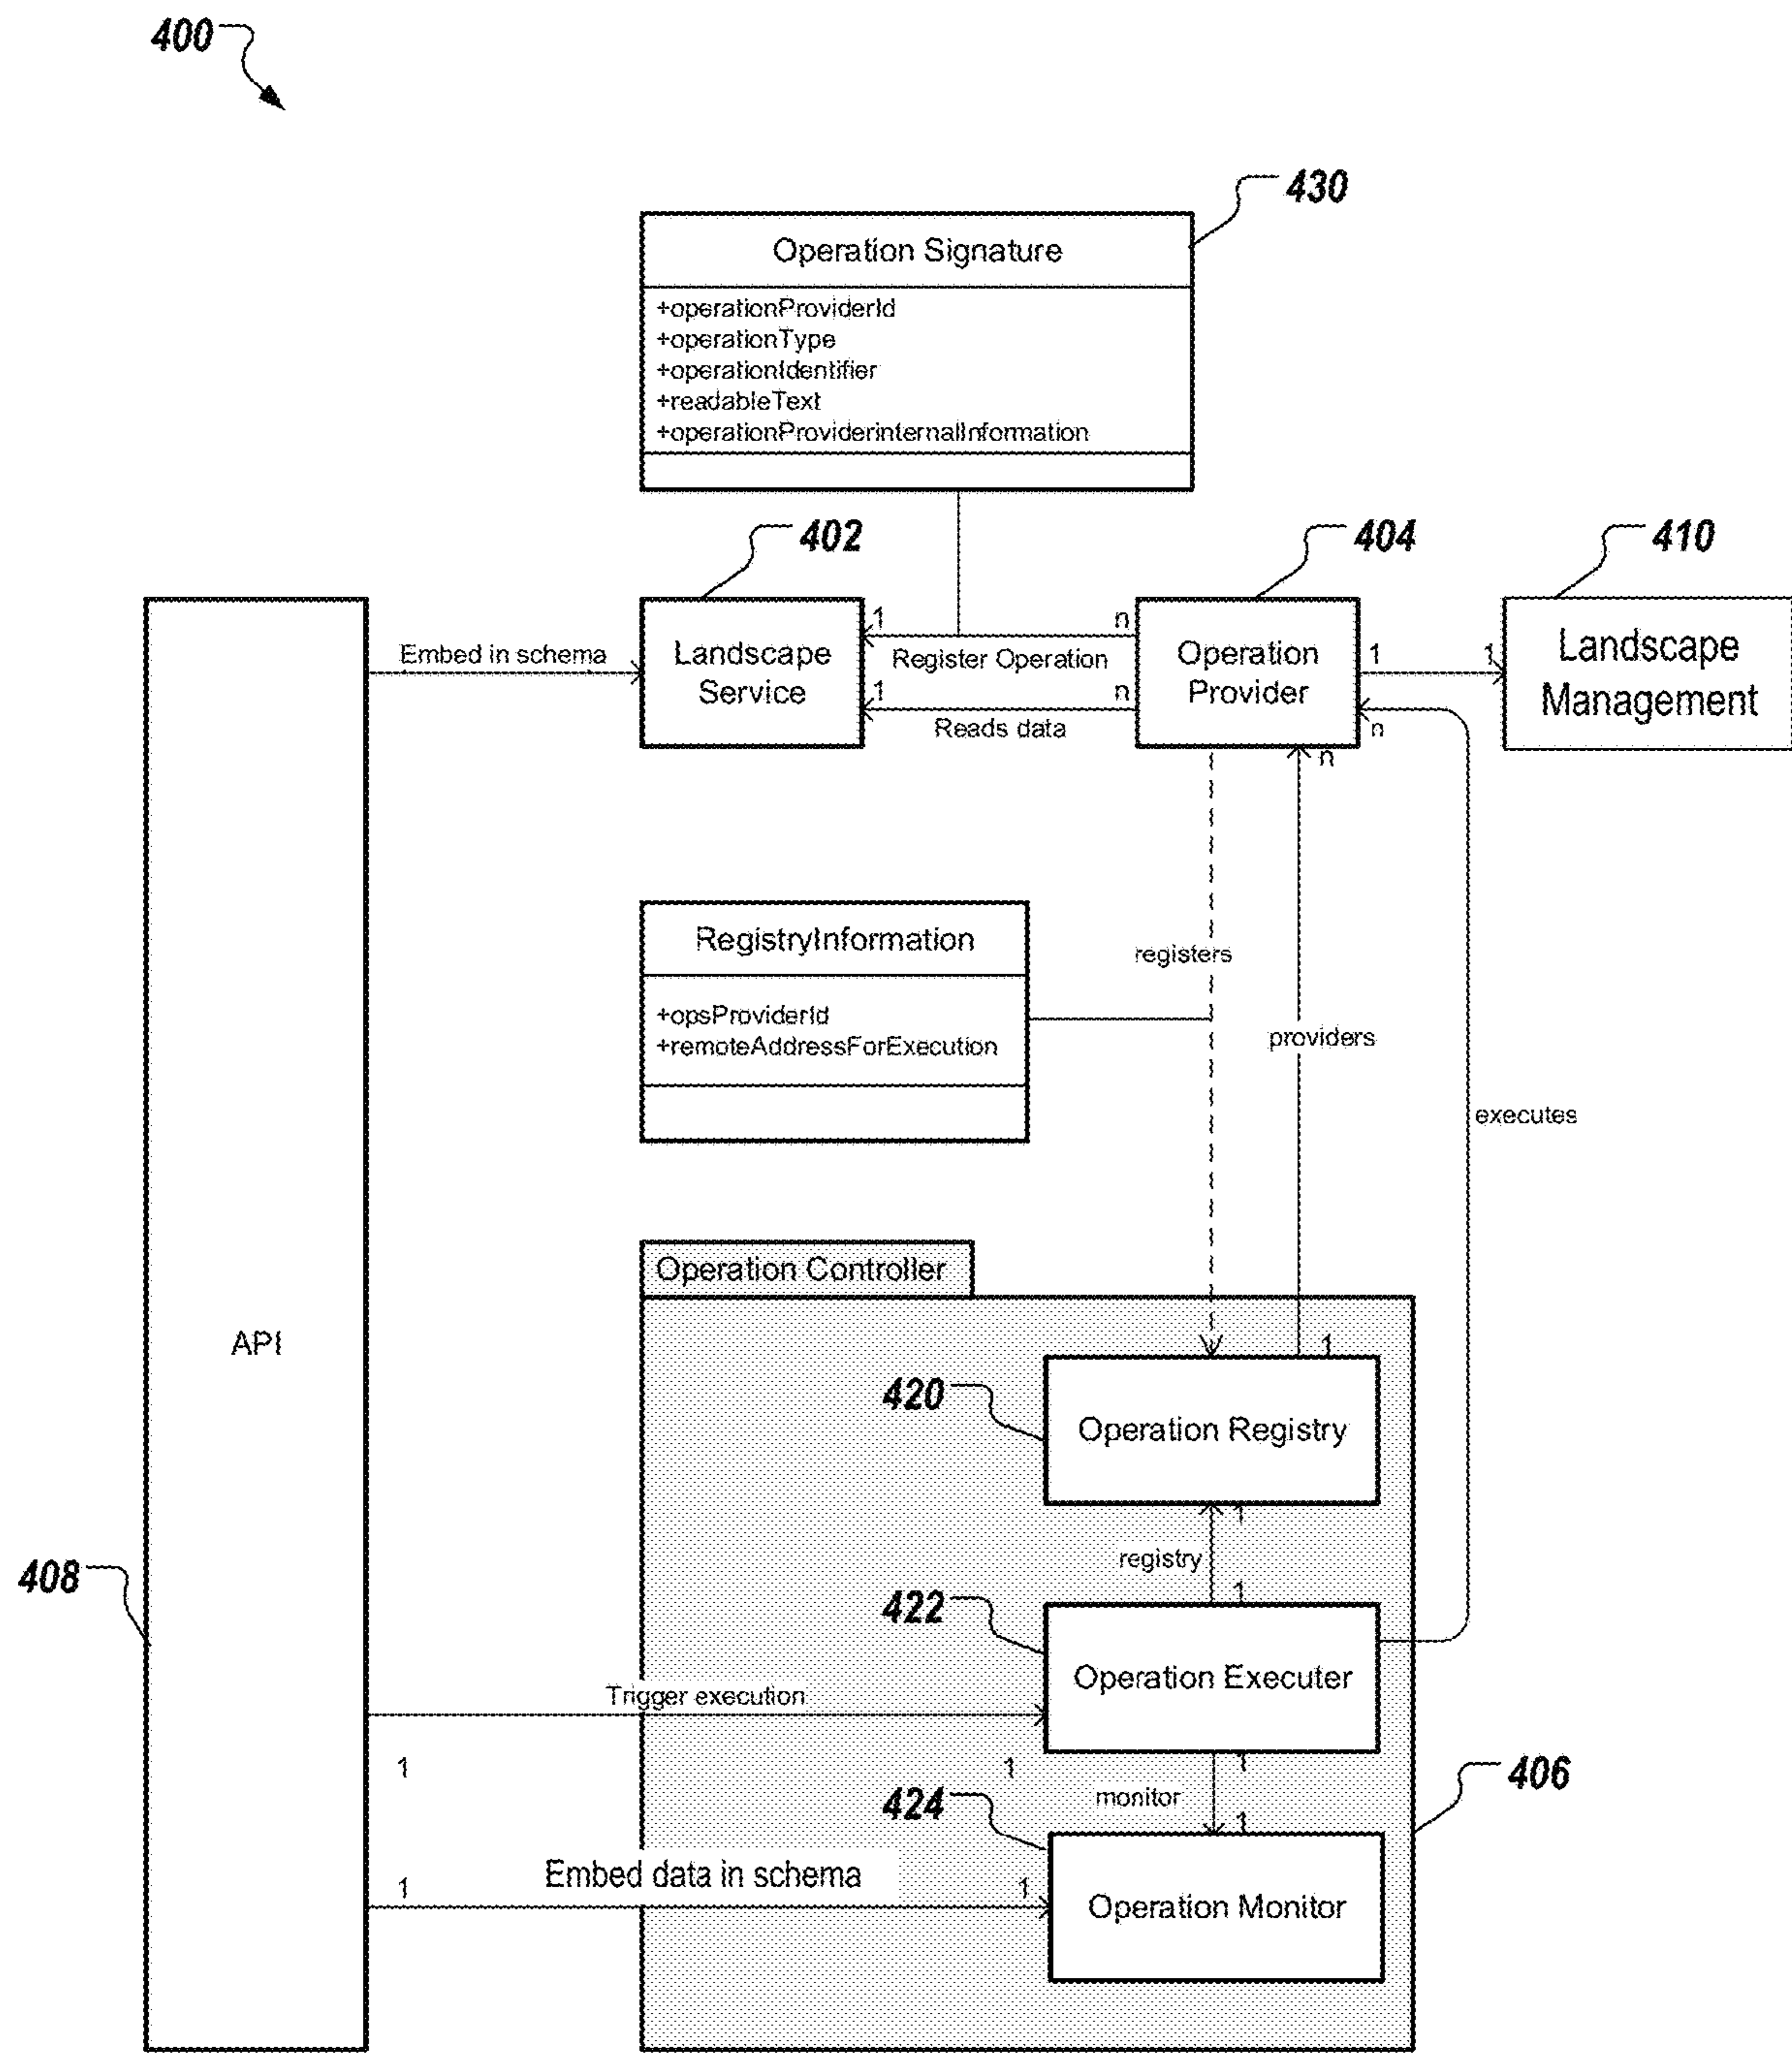 400
430
Operation Signature
+operationProviderId
+operationType
+operationIdentifier
+readableText
+operationProviderinternalInformation
402
404
410
Embed in schema
Landscape
Service
1
n
Register Operation
1
n
Reads data
Operation
Provider
1
1
Landscape
Management
n
n
RegistryInformation
+opsProviderId
+remoteAddressForExecution
registers
providers
executes
Operation Controller
API
1
420
Operation Registry
1
registry
408
422
1
Operation Executer
Trigger execution
1
1
1
monitor
406
424
1
Embed data in schema
1
1
Operation Monitor